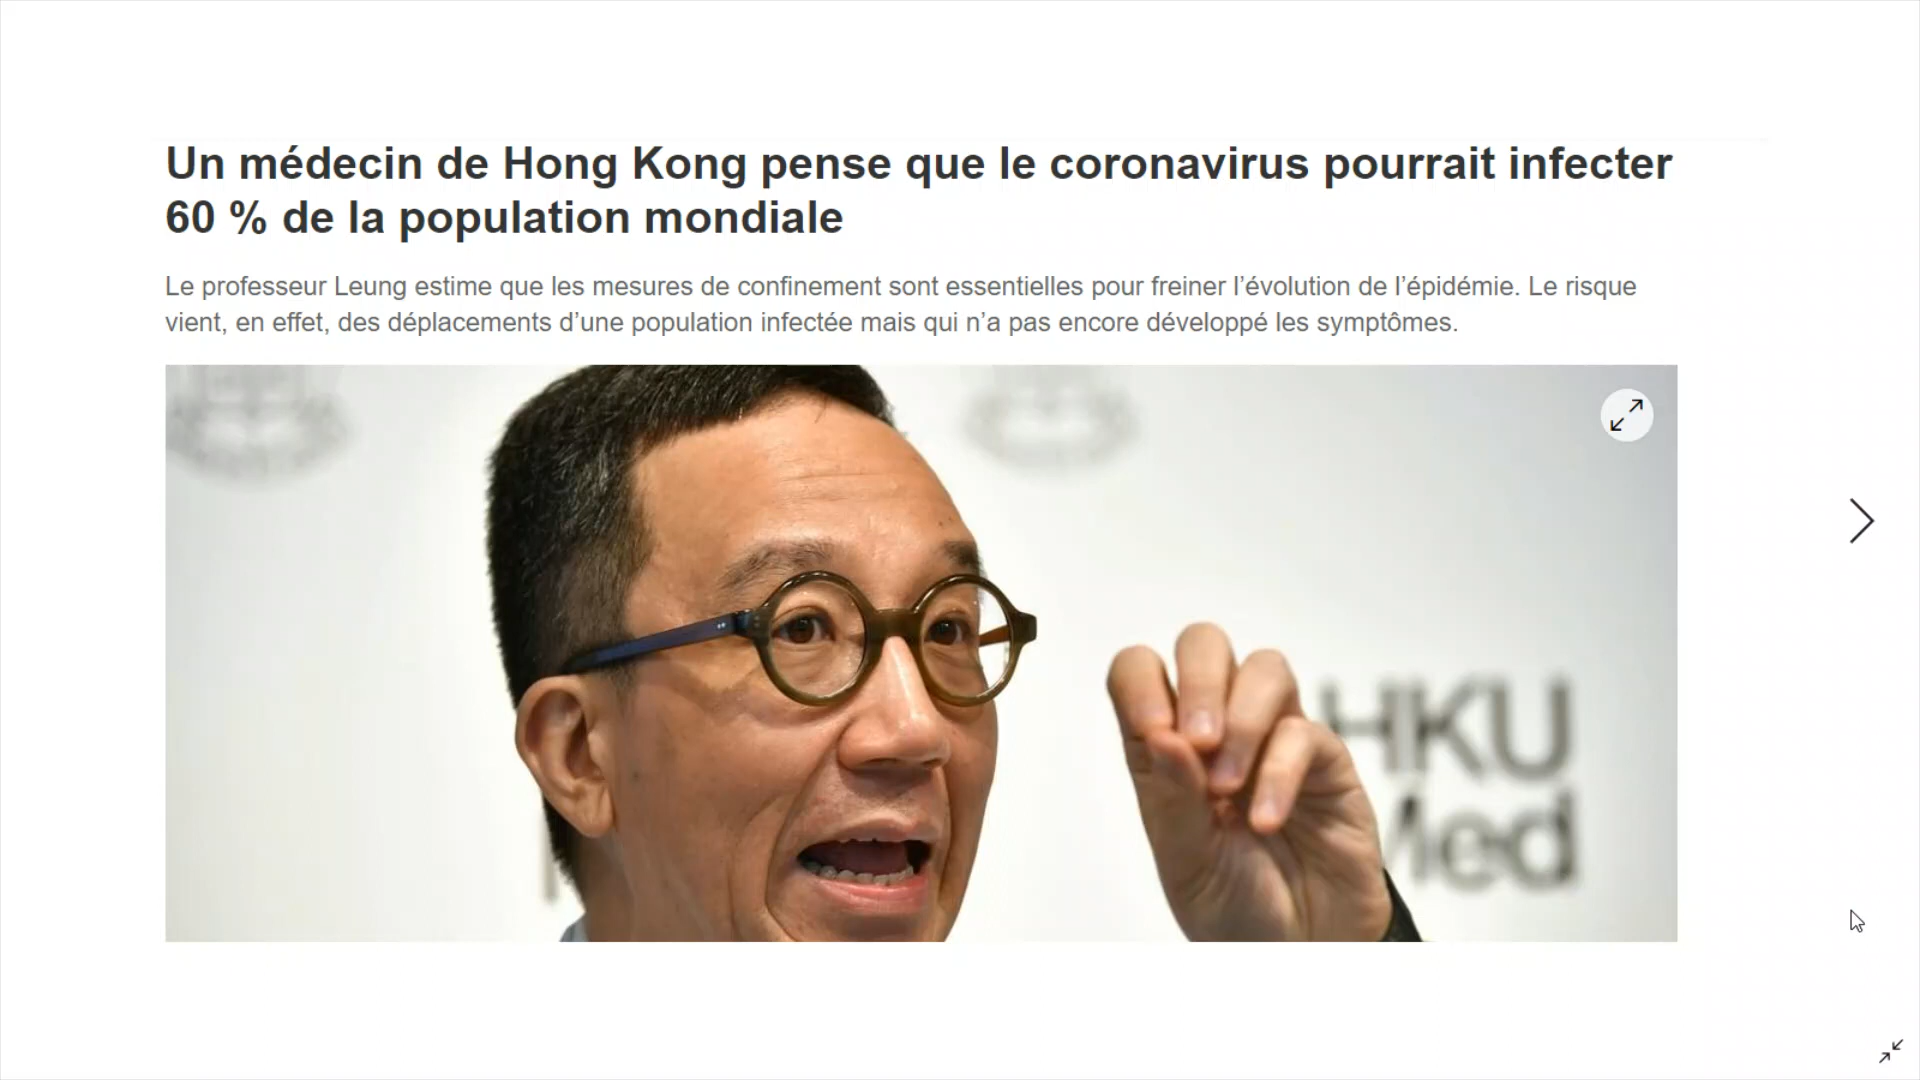 Un médecin de Hong Kong pense que le coronavirus pourrait infecter
60 % de la population mondiale
Le professeur Leung estime que les mesures de confinement sont essentielles pour freiner l’évolution de l’épidémie. Le risque
vient, en effet, des déplacements d’une population infectée mais qui n’a pas encore développé les symptômes.
HKU
Med